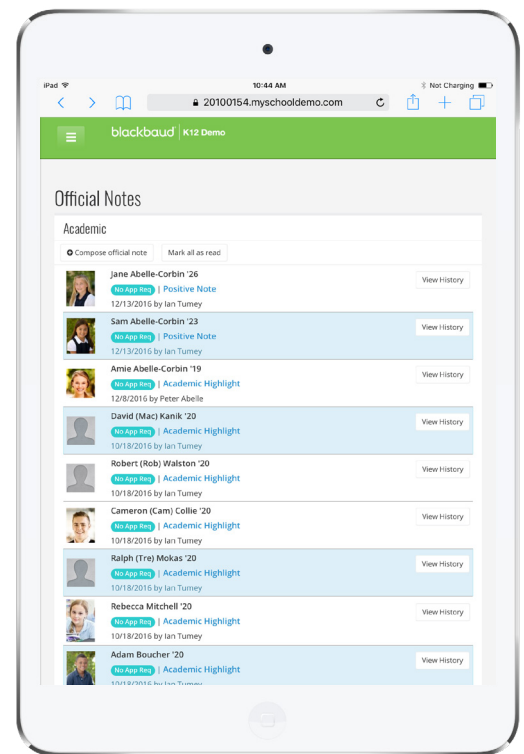 iPad
10:44 AM
Not Charging
20100154.myschooldemo.com
blackbaud K12 Demo
Official Notes
Academic
Compose official note
Mark all as read
Jane Abelle-Corbin '26
No App Req | Positive Note
12/13/2016 by Ian Tumey
View History
Sam Abelle-Corbin '23
No App Req | Positive Note
12/13/2016 by Ian Tumey
View History
Amie Abelle-Corbin '19
No App Req | Academic Highlight
12/8/2016 by Peter Abelle
View History
David (Mac) Kanik '20
No App Req | Academic Highlight
10/18/2016 by Ian Tumey
View History
Robert (Rob) Walston '20
No App Req | Academic Highlight
10/18/2016 by Ian Tumey
View History
Cameron (Cam) Collie '20
No App Req | Academic Highlight
10/18/2016 by Ian Tumey
View History
Ralph (Tre) Mokas '20
No App Req | Academic Highlight
10/18/2016 by Ian Tumey
View History
Rebecca Mitchell '20
No App Req | Academic Highlight
10/18/2016 by Ian Tumey
View History
Adam Boucher '20
No App Req | Academic Highlight
10/18/2016 by Ian Tumey
View History